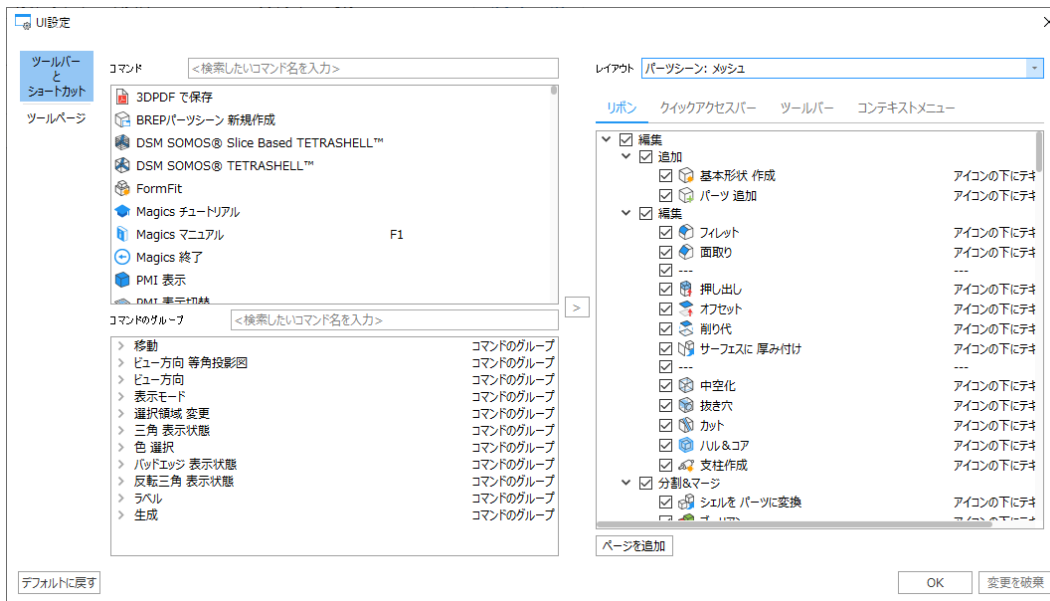 UI設定
ツールバー
と
ショートカット
ツールページ
コマンド
<検索したいコマンド名を入力>
3DPDF で保存
BREPパーツシーン 新規作成
DSM SOMOS® Slice Based TETRASHELL™
DSM SOMOS® TETRASHELL™
FormFit
Magics チュートリアル
Magics マニュアル F1
Magics 終了
PMI 表示
PMI 表示切替
コマンドのグループ
<検索したいコマンド名を入力>
> 移動 コマンドのグループ
> ビュー方向 等角投影図 コマンドのグループ
> ビュー方向 コマンドのグループ
> 表示モード コマンドのグループ
> 選択領域 変更 コマンドのグループ
> 三角 表示状態 コマンドのグループ
> 色 選択 コマンドのグループ
> バッドエッジ 表示状態 コマンドのグループ
> 反転三角 表示状態 コマンドのグループ
> ラベル コマンドのグループ
> 生成 コマンドのグループ
>
レイアウト パーツシーン: メッシュ
リボン クイックアクセスバー ツールバー コンテキストメニュー
編集
追加
基本形状 作成 アイコンの下にテキ
パーツ 追加 アイコンの下にテキ
編集
フィレット アイコンの下にテキ
面取り アイコンの下にテキ
--- ---
押し出し アイコンの下にテキ
オフセット アイコンの下にテキ
削り代 アイコンの下にテキ
サーフェスに 厚み付け アイコンの下にテキ
--- ---
中空化 アイコンの下にテキ
抜き穴 アイコンの下にテキ
カット アイコンの下にテキ
ハル&コア アイコンの下にテキ
支柱作成 アイコンの下にテキ
分割&マージ
シェルを パーツに変換 アイコンの下にテキ
ページを追加
デフォルトに戻す
OK
変更を破棄